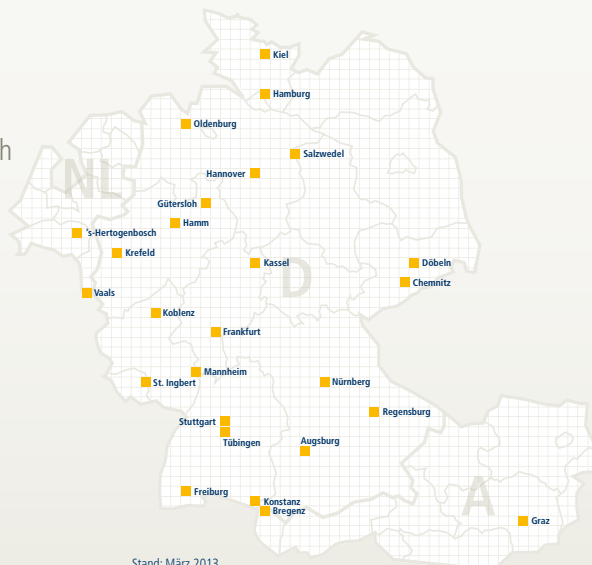 Kiel
Hamburg
Oldenburg
h
Salzwedel
Hannover
NL
Gütersloh
Hamm
's-Hertogenbosch
Krefeld
Kassel
Döbeln
D
Chemnitz
Vaals
Koblenz
Frankfurt
Mannheim
St. Ingbert
Nürnberg
Regensburg
Stuttgart
Tübingen
Augsburg
Freiburg
A
Konstanz
Bregenz
Graz
Stand: März 2013